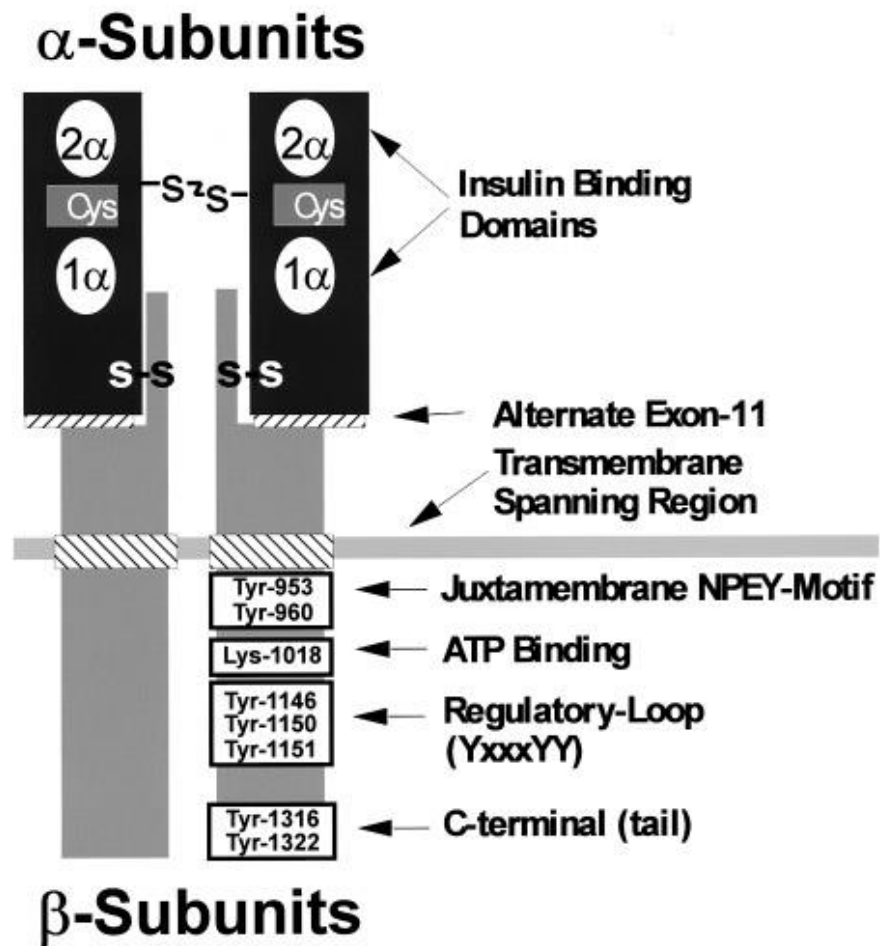 α-Subunits
2α
2α
S S
Cys
Cys
Insulin Binding
Domains
1α
1α
S-S
S-S
Alternate Exon-11
Transmembrane
Spanning Region
Tyr-953
Tyr-960
Juxtamembrane NPEY-Motif
Lys-1018
ATP Binding
Tyr-1146
Tyr-1150
Tyr-1151
Regulatory-Loop
(YxxxYY)
Tyr-1316
Tyr-1322
C-terminal (tail)
β-Subunits